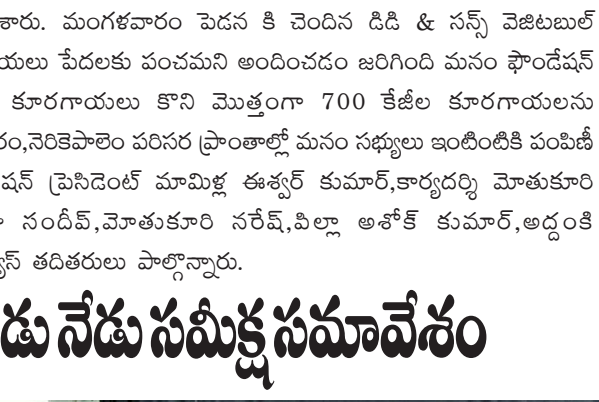 శారు. మంగళవారం పెడన కి చెందిన డిడి & సన్స్ వెజిటబుల్
యలు పేదలకు పంచమని అందించడం జరిగింది మనం ఫౌండేషన్
కూరగాయలు కొని మొత్తంగా 700 కేజీల కూరగాయలను
రం,నెరికెపాలెం పరిసర ప్రాంతాల్లో మనం సభ్యులు ఇంటింటికి పంపిణీ
షన్ ప్రెసిడెంట్ మామిళ్ల ఈశ్వర్ కుమార్,కార్యదర్శి మోతుకూరి
సందీప్,మోతుకూరి నరేష్,పిల్లా అశోక్ కుమార్,అద్దంకి
స్ తదితరులు పాల్గొన్నారు.
డు నేడు సమీక్ష సమావేశం